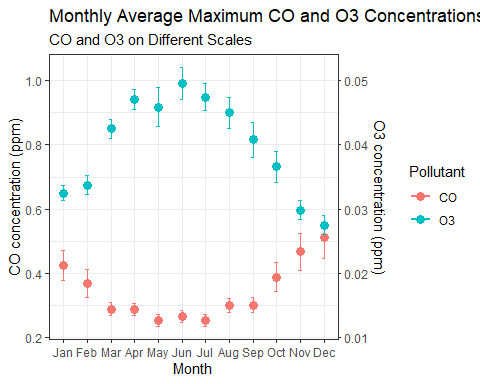 Monthly Average Maximum CO and O3 Concentrations
CO and O3 on Different Scales
CO concentration (ppm)
1.0
0.8
0.6
0.4
0.2
0.05
0.04
0.03
0.02
0.01
O3 concentration (ppm)
Jan Feb Mar Apr May Jun Jul Aug Sep Oct Nov Dec
Month
Pollutant
CO
O3